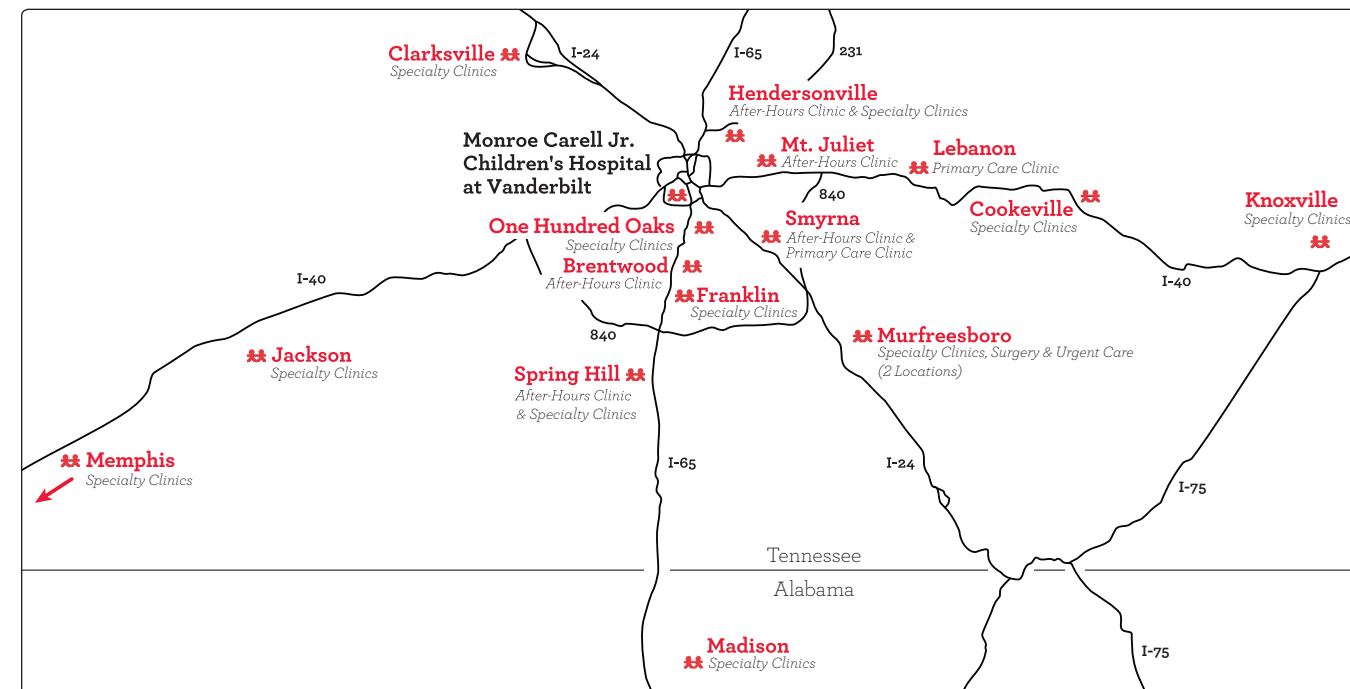 I-24
I-65
231
Clarksville
Specialty Clinics
Hendersonville
After-Hours Clinic & Specialty Clinics
Monroe Carell Jr.
Children's Hospital
at Vanderbilt
Mt. Juliet
After-Hours Clinic
Lebanon
Primary Care Clinic
840
Cookeville
Specialty Clinics
Knoxville
Specialty Clinics
One Hundred Oaks
Specialty Clinics
Smyrna
After-Hours Clinic &
Primary Care Clinic
Brentwood
After-Hours Clinic
I-40
I-40
Franklin
Specialty Clinics
840
Murfreesboro
Specialty Clinics, Surgery & Urgent Care
(2 Locations)
Jackson
Specialty Clinics
Spring Hill
After-Hours Clinic
& Specialty Clinics
Memphis
Specialty Clinics
I-65
I-24
I-75
Tennessee
Alabama
Madison
Specialty Clinics
I-75